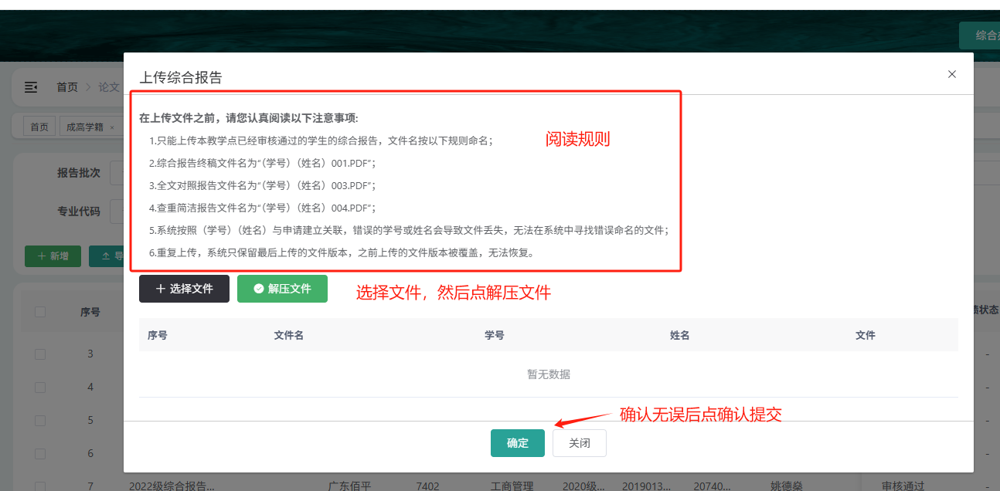 综合
上传综合报告
首页 > 论文
在上传文件之前，请您认真阅读以下注意事项:
首页
成高学籍 ×
1.只能上传本教学点已经审核通过的学生的综合报告，文件名按以下规则命名；
阅读规则
2.综合报告终稿文件名为“（学号）（姓名）001.PDF”；
报告批次
3.全文对照报告文件名为“（学号）（姓名）003.PDF”；
4.查重简洁报告文件名为“（学号）（姓名）004.PDF”；
专业代码
5.系统按照（学号）（姓名）与申请建立关联，错误的学号或姓名会导致文件丢失，无法在系统中寻找错误命名的文件；
6.重复上传，系统只保留最后上传的文件版本，之前上传的文件版本被覆盖，无法恢复。
+ 新增
导
+ 选择文件
解压文件
选择文件，然后点解压文件
序号
状态
序号 文件名 学号 姓名 文件
3 -
暂无数据
4 -
确认无误后点确认提交
5 -
确定
关闭
6 -
7 2022级综合报告... 广东佰平 7402 工商管理 2020级... 2019013... 20740... 姚德燊 审核通过 -